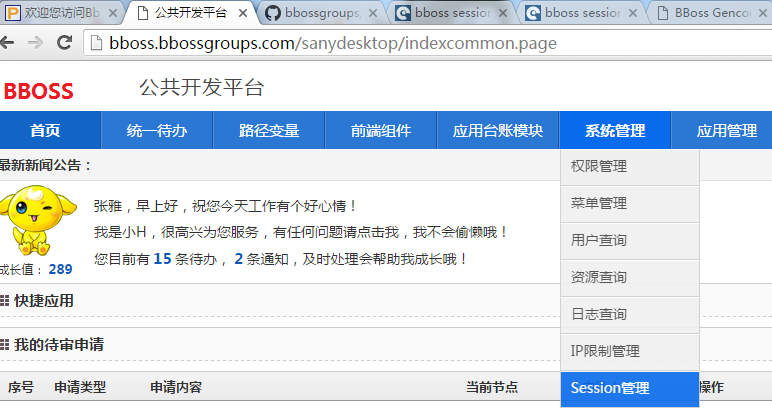 欢迎您访问Bb
公共开发平台
bbossgroups
bboss session
bboss session
BBoss Genco
bboss.bbossgroups.com/sanydesktop/indexcommon.page
BBOSS 公共开发平台
首页 统一待办 路径变量 前端组件 应用台账模块 系统管理 应用管理
最新新闻公告：
权限管理
菜单管理
用户查询
资源查询
日志查询
IP限制管理
Session管理
张雅，早上好，祝您今天工作有个好心情！
我是小H，很高兴为您服务，有任何问题请点击我，我不会偷懒哦！
您目前有 15 条待办， 2 条通知，及时处理会帮助我成长哦！
成长值： 289
快捷应用
我的待审申请
序号 申请类型 申请内容 当前节点 操作